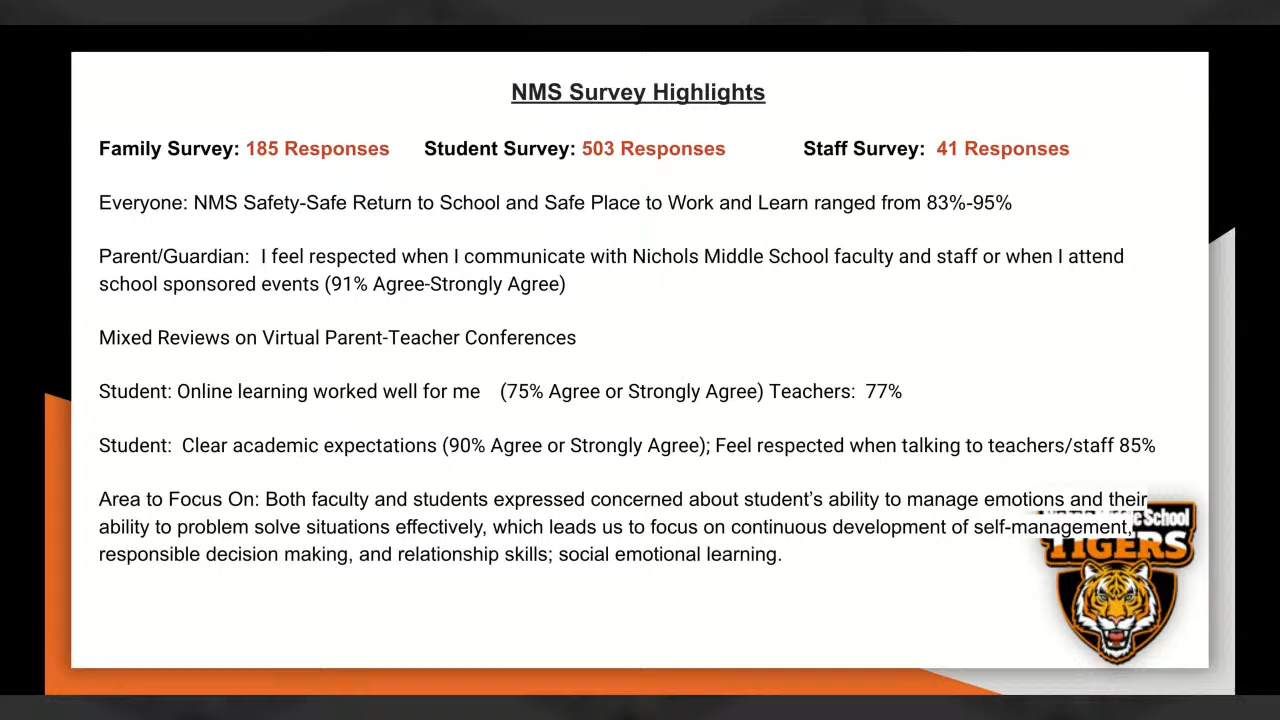 NMS Survey Highlights
Family Survey: 185 Responses Student Survey: 503 Responses Staff Survey: 41 Responses
Everyone: NMS Safety-Safe Return to School and Safe Place to Work and Learn ranged from 83%-95%
Parent/Guardian: I feel respected when I communicate with Nichols Middle School faculty and staff or when I attend
school sponsored events (91% Agree-Strongly Agree)
Mixed Reviews on Virtual Parent-Teacher Conferences
Student: Online learning worked well for me (75% Agree or Strongly Agree) Teachers: 77%
Student: Clear academic expectations (90% Agree or Strongly Agree); Feel respected when talking to teachers/staff 85%
Area to Focus On: Both faculty and students expressed concerned about student's ability to manage emotions and their
ability to problem solve situations effectively, which leads us to focus on continuous development of self-management,
responsible decision making, and relationship skills; social emotional learning.
School
TIGERS